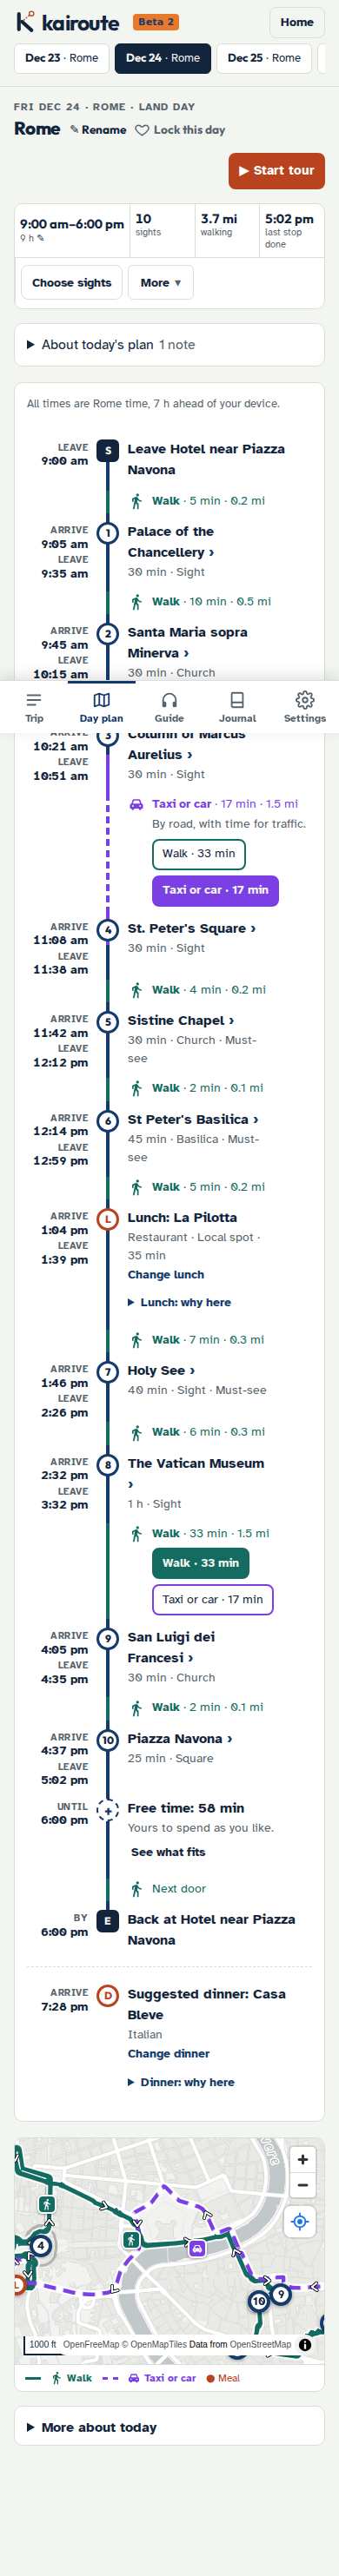 kairoute Beta 2 Home
Dec 23 · Rome Dec 24 · Rome Dec 25 · Rome
FRI DEC 24 · ROME · LAND DAY
Rome ✎ Rename ♡ Lock this day
▶ Start tour
9:00 am–6:00 pm 10 3.7 mi 5:02 pm
9 h ✎ sights walking last stop
done
Choose sights More ▾
▶ About today's plan 1 note
All times are Rome time, 7 h ahead of your device.
LEAVE
9:00 am
S
Leave Hotel near Piazza
Navona
Walk · 5 min · 0.2 mi
ARRIVE
9:05 am
LEAVE
9:35 am
1
Palace of the
Chancellery ›
30 min · Sight
Walk · 10 min · 0.5 mi
ARRIVE
9:45 am
LEAVE
10:15 am
2
Santa Maria sopra
Minerva ›
30 min · Church
Trip Day plan Guide Journal Settings
ARRIVE
10:21 am
LEAVE
10:51 am
3
Column of Marcus
Aurelius ›
30 min · Sight
Taxi or car · 17 min · 1.5 mi
By road, with time for traffic.
Walk · 33 min
Taxi or car · 17 min
ARRIVE
11:08 am
LEAVE
11:38 am
4
St. Peter's Square ›
30 min · Sight
Walk · 4 min · 0.2 mi
ARRIVE
11:42 am
LEAVE
12:12 pm
5
Sistine Chapel ›
30 min · Church · Must-
see
Walk · 2 min · 0.1 mi
ARRIVE
12:14 pm
LEAVE
12:59 pm
6
St Peter's Basilica ›
45 min · Basilica · Must-
see
Walk · 5 min · 0.2 mi
ARRIVE
1:04 pm
LEAVE
1:39 pm
L
Lunch: La Pilotta
Restaurant · Local spot ·
35 min
Change lunch
▶ Lunch: why here
Walk · 7 min · 0.3 mi
ARRIVE
1:46 pm
LEAVE
2:26 pm
7
Holy See ›
40 min · Sight · Must-see
Walk · 6 min · 0.3 mi
ARRIVE
2:32 pm
LEAVE
3:32 pm
8
The Vatican Museum
›
1 h · Sight
Walk · 33 min · 1.5 mi
Walk · 33 min
Taxi or car · 17 min
ARRIVE
4:05 pm
LEAVE
4:35 pm
9
San Luigi dei
Francesi ›
30 min · Church
Walk · 2 min · 0.1 mi
ARRIVE
4:37 pm
LEAVE
5:02 pm
10
Piazza Navona ›
25 min · Square
UNTIL
6:00 pm
+
Free time: 58 min
Yours to spend as you like.
See what fits
Next door
BY
6:00 pm
E
Back at Hotel near Piazza
Navona
ARRIVE
7:28 pm
D
Suggested dinner: Casa
Bleve
Italian
Change dinner
▶ Dinner: why here
+
−
4
10 9
1000 ft OpenFreeMap © OpenMapTiles Data from OpenStreetMap
Walk Taxi or car Meal
▶ More about today